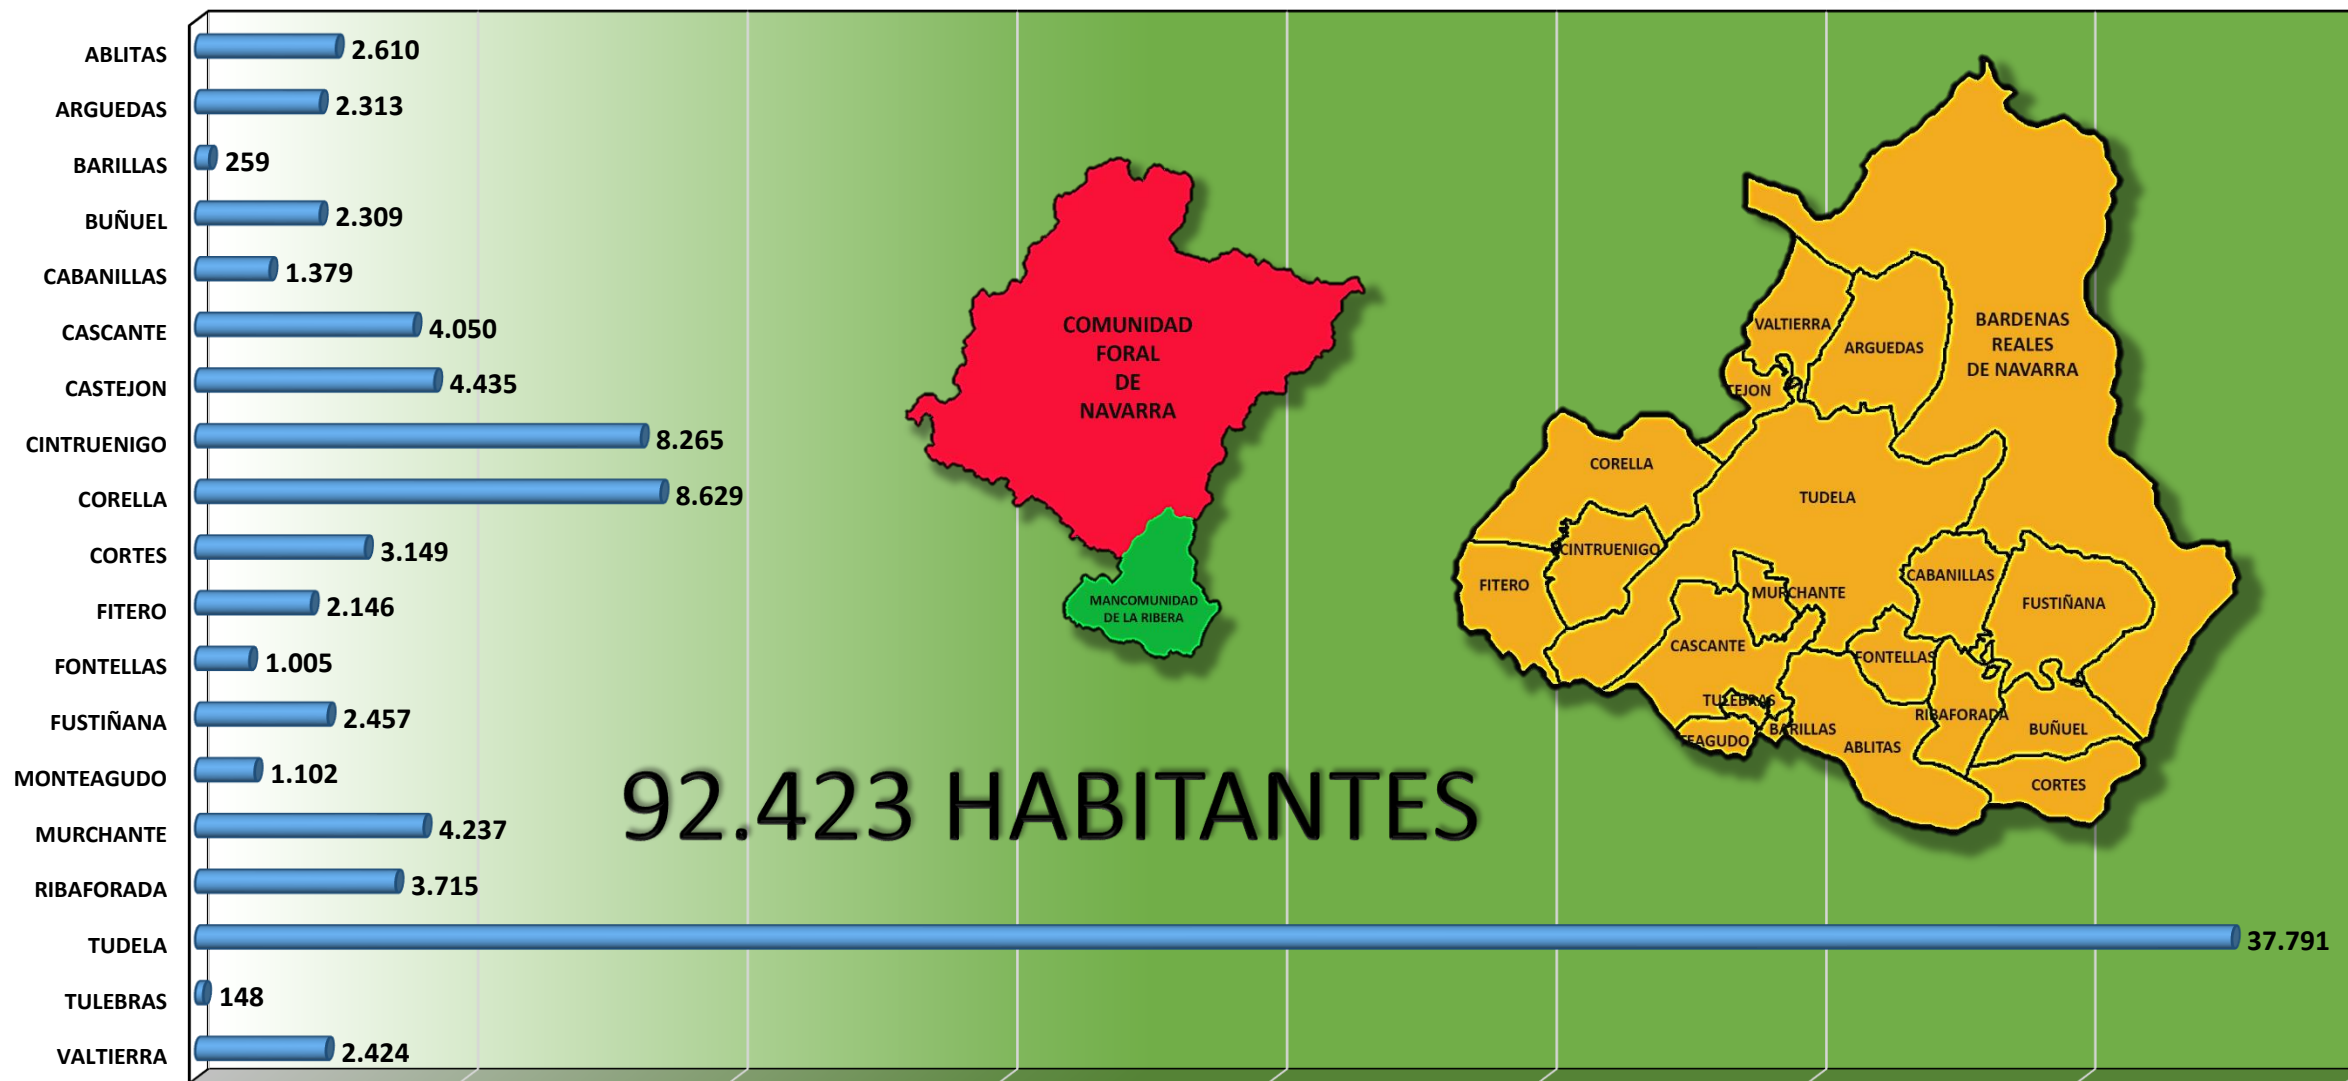 ABLITAS 2.610
ARGUEDAS 2.313
BARILLAS 259
BUÑUEL 2.309
CABANILLAS 1.379
CASCANTE 4.050
CASTEJON 4.435
CINTRUENIGO 8.265
CORELLA 8.629
CORTES 3.149
FITERO 2.146
FONTELLAS 1.005
FUSTIÑANA 2.457
MONTEAGUDO 1.102
MURCHANTE 4.237
RIBAFORADA 3.715
TUDELA 37.791
TULEBRAS 148
VALTIERRA 2.424
92.423 HABITANTES
COMUNIDAD
FORAL
DE
NAVARRA
MANCOMUNIDAD
DE LA RIBERA
VALTIERRA
ARGUEDAS
BARDENAS
REALES
DE NAVARRA
TEJON
CORELLA
TUDELA
CINTRUENIGO
FITERO
MURCHANTE
CABANILLAS
FUSTIÑANA
CASCANTE
FONTELLAS
TULEBRAS
BARILLAS
RIBAFORADA
BUÑUEL
TEAGUDO
ABLITAS
CORTES